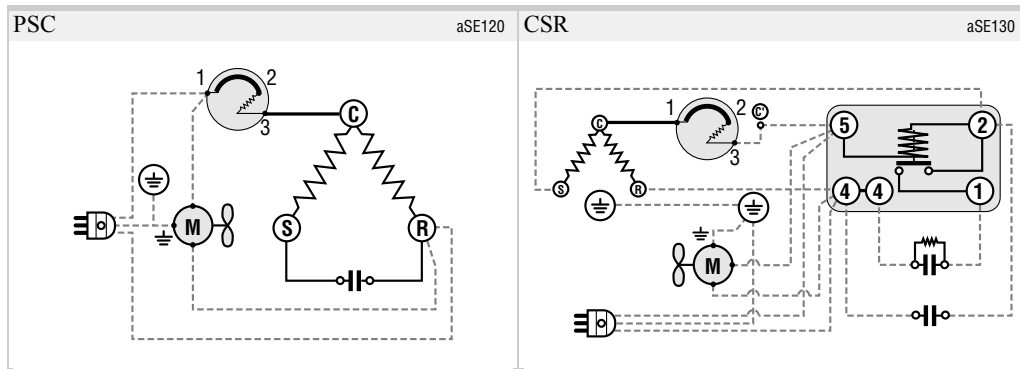 PSC aSE120
1 2
3
C
S R
M
CSR aSE130
1 2 C'
3
C
S R
5 2
4 4 1
M